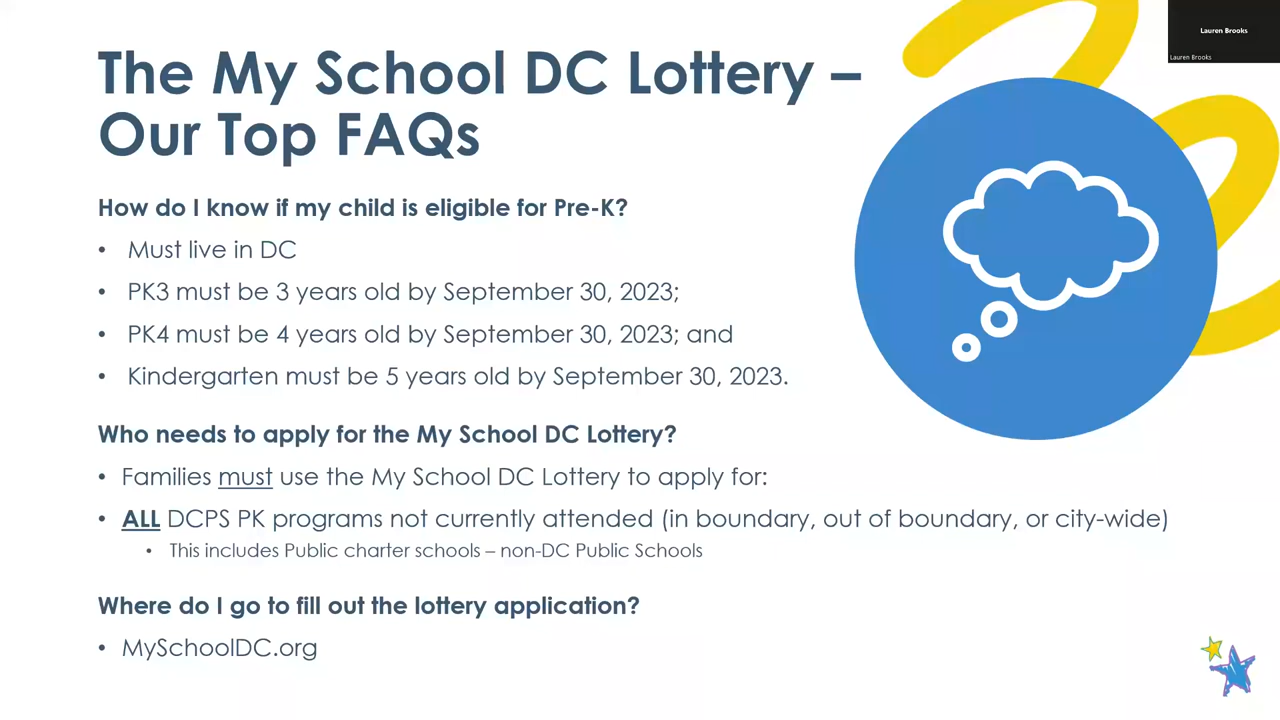 The My School DC Lottery –
Our Top FAQs
Lauren Brooks
Lauren Brooks
How do I know if my child is eligible for Pre-K?
• Must live in DC
• PK3 must be 3 years old by September 30, 2023;
• PK4 must be 4 years old by September 30, 2023; and
• Kindergarten must be 5 years old by September 30, 2023.
Who needs to apply for the My School DC Lottery?
• Families must use the My School DC Lottery to apply for:
• ALL DCPS PK programs not currently attended (in boundary, out of boundary, or city-wide)
• This includes Public charter schools – non-DC Public Schools
Where do I go to fill out the lottery application?
• MySchoolDC.org